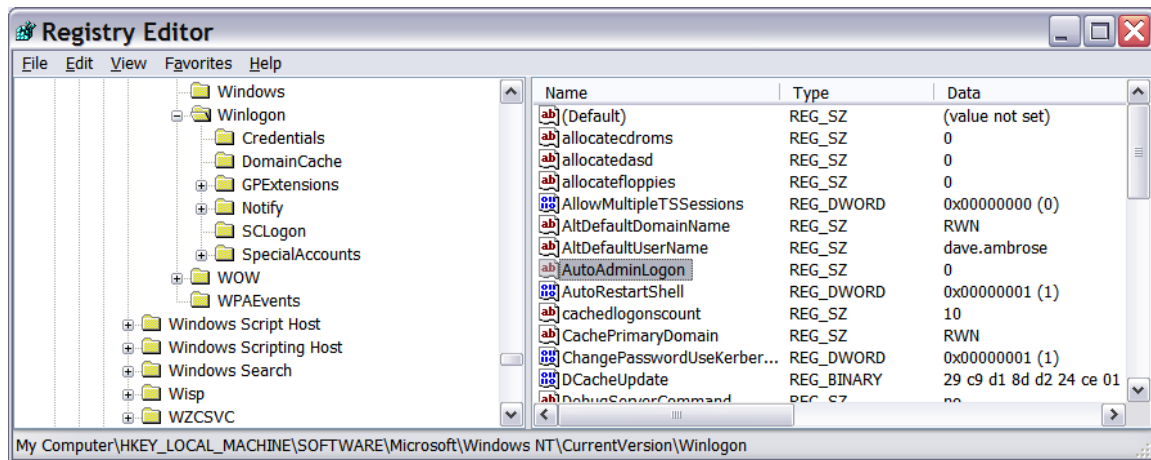 Registry Editor
File Edit View Favorites Help
Windows
Winlogon
Credentials
DomainCache
GPExtensions
Notify
SCLogon
SpecialAccounts
WOW
WPAEvents
Windows Script Host
Windows Scripting Host
Windows Search
Wisp
WZCSVC
Name Type Data
(Default) REG_SZ (value not set)
allocatecdroms REG_SZ 0
allocatedasd REG_SZ 0
allocatefloppies REG_SZ 0
AllowMultipleTSSessions REG_DWORD 0x00000000 (0)
AltDefaultDomainName REG_SZ RWN
AltDefaultUserName REG_SZ dave.ambrose
AutoAdminLogon REG_SZ 0
AutoRestartShell REG_DWORD 0x00000001 (1)
cachedlogonscount REG_SZ 10
CachePrimaryDomain REG_SZ RWN
ChangePasswordUseKerber... REG_DWORD 0x00000001 (1)
DCacheUpdate REG_BINARY 29 c9 d1 8d d2 24 ce 01
DebugServerCommand REG_SZ no
My Computer\HKEY_LOCAL_MACHINE\SOFTWARE\Microsoft\Windows NT\CurrentVersion\Winlogon